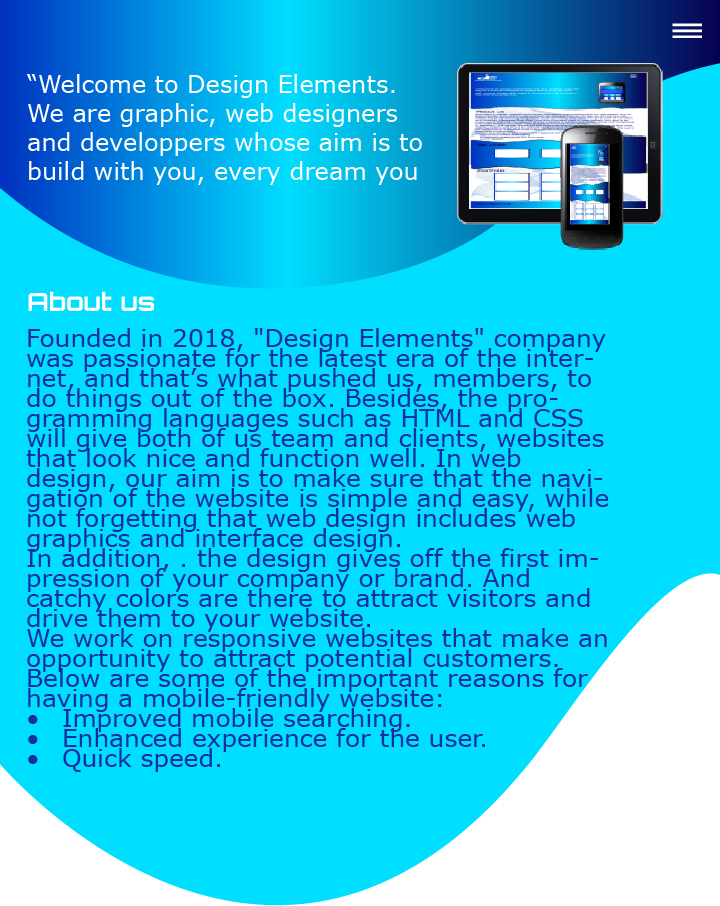 “Welcome to Design Elements.
We are graphic, web designers
and developpers whose aim is to
build with you, every dream you
About us
Founded in 2018, "Design Elements" company
was passionate for the latest era of the inter-
net, and that’s what pushed us, members, to
do things out of the box. Besides, the pro-
gramming languages such as HTML and CSS
will give both of us team and clients, websites
that look nice and function well. In web
design, our aim is to make sure that the navi-
gation of the website is simple and easy, while
not forgetting that web design includes web
graphics and interface design.
In addition, . the design gives off the first im-
pression of your company or brand. And
catchy colors are there to attract visitors and
drive them to your website.
We work on responsive websites that make an
opportunity to attract potential customers.
Below are some of the important reasons for
having a mobile-friendly website:
• Improved mobile searching.
• Enhanced experience for the user.
• Quick speed.